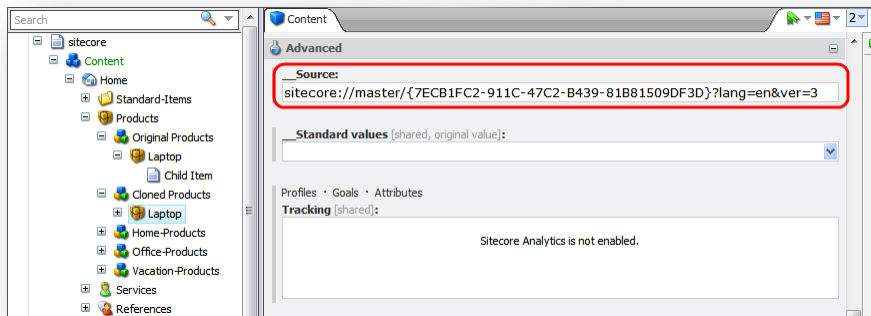 Search
sitecore
Content
Home
Standard-Items
Products
Original Products
Laptop
Child Item
Cloned Products
Laptop
Home-Products
Office-Products
Vacation-Products
Services
References
Content
2
Advanced
__Source:
sitecore://master/{7ECB1FC2-911C-47C2-B439-81B81509DF3D}?lang=en&ver=3
__Standard values [shared, original value]:
Profiles · Goals · Attributes
Tracking [shared]:
Sitecore Analytics is not enabled.